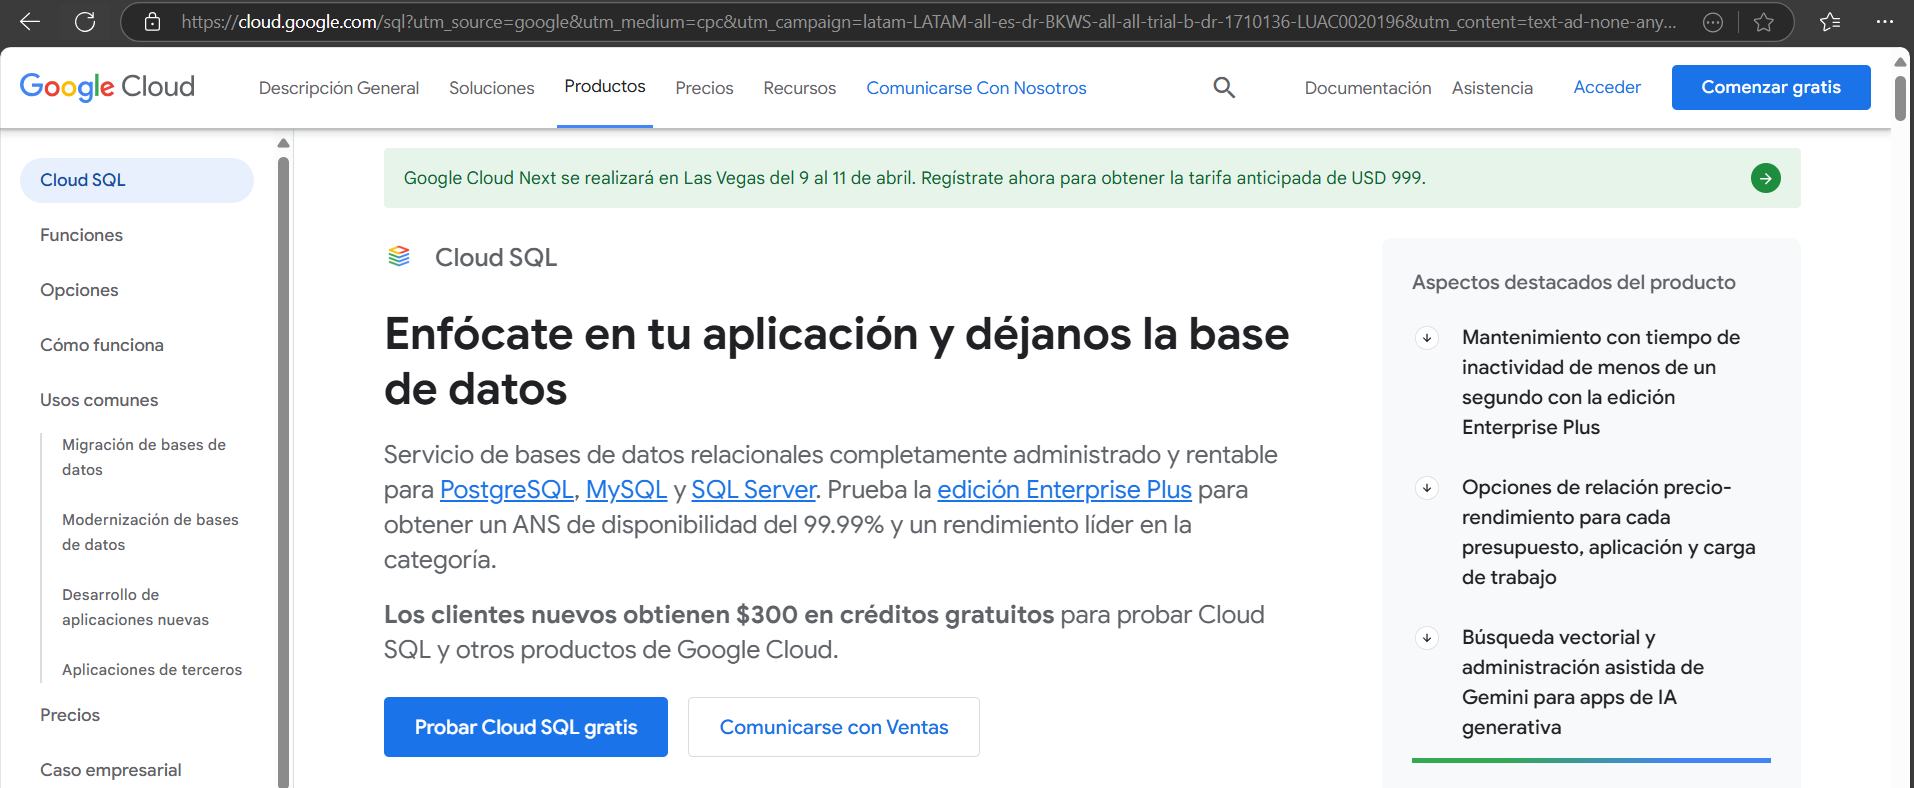 https://cloud.google.com/sql?utm_source=google&utm_medium=cpc&utm_campaign=latam-LATAM-all-es-dr-BKWS-all-all-trial-b-dr-1710136-LUAC0020196&utm_content=text-ad-none-any...
Google Cloud
Descripción General
Soluciones
Productos
Precios
Recursos
Comunicarse Con Nosotros
Documentación
Asistencia
Acceder
Comenzar gratis
Cloud SQL
Funciones
Opciones
Cómo funciona
Usos comunes
Migración de bases de
datos
Modernización de bases
de datos
Desarrollo de
aplicaciones nuevas
Aplicaciones de terceros
Precios
Caso empresarial
Google Cloud Next se realizará en Las Vegas del 9 al 11 de abril. Regístrate ahora para obtener la tarifa anticipada de USD 999.
Cloud SQL
Enfócate en tu aplicación y déjanos la base
de datos
Servicio de bases de datos relacionales completamente administrado y rentable
para PostgreSQL, MySQL y SQL Server. Prueba la edición Enterprise Plus para
obtener un ANS de disponibilidad del 99.99% y un rendimiento líder en la
categoría.
Los clientes nuevos obtienen $300 en créditos gratuitos para probar Cloud
SQL y otros productos de Google Cloud.
Probar Cloud SQL gratis
Comunicarse con Ventas
Aspectos destacados del producto
Mantenimiento con tiempo de
inactividad de menos de un
segundo con la edición
Enterprise Plus
Opciones de relación precio-
rendimiento para cada
presupuesto, aplicación y carga
de trabajo
Búsqueda vectorial y
administración asistida de
Gemini para apps de IA
generativa